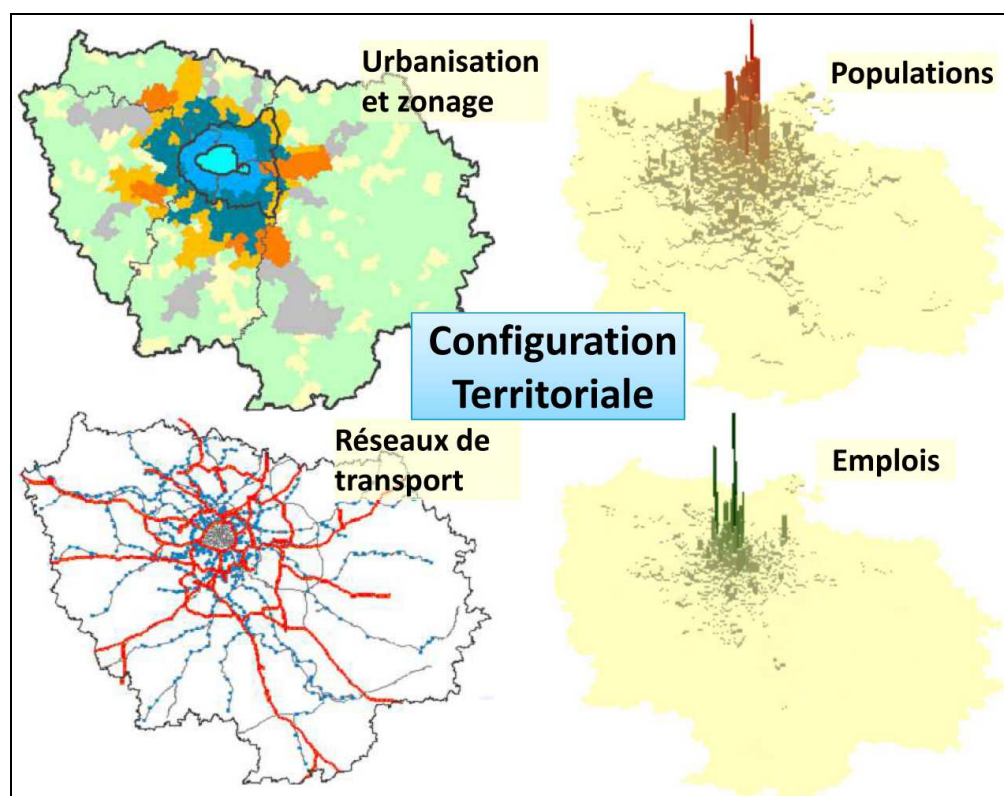 Urbanisation
et zonage
Populations
Configuration
Territoriale
Réseaux de
transport
Emplois